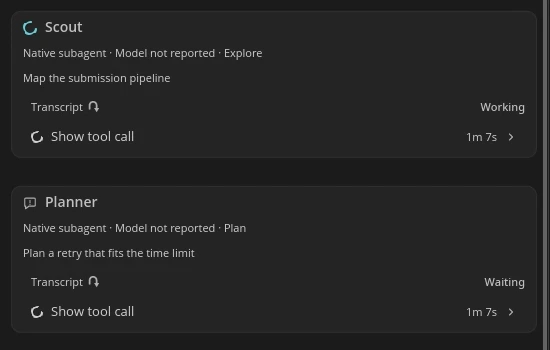 Scout
Native subagent · Model not reported · Explore
Map the submission pipeline
Transcript Working
Show tool call 1m 7s
Planner
Native subagent · Model not reported · Plan
Plan a retry that fits the time limit
Transcript Waiting
Show tool call 1m 7s